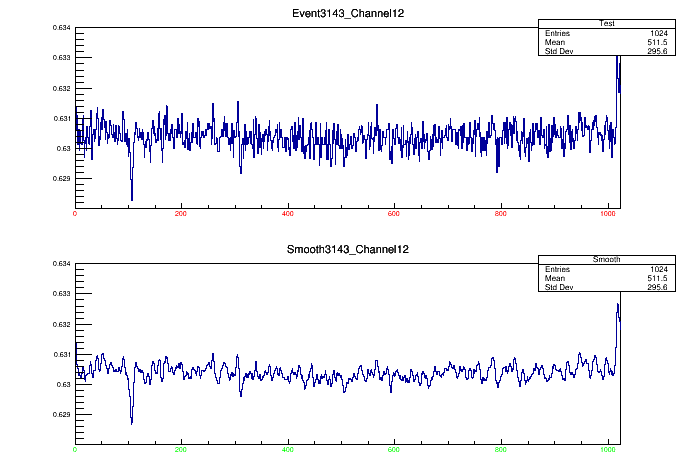 Event3143_Channel12
Test
Entries 1024
Mean 511.5
Std Dev 295.6
0.634
0.633
0.632
0.631
0.63
0.629
0 200 400 600 800 1000
Smooth3143_Channel12
Smooth
Entries 1024
Mean 511.5
Std Dev 295.6
0.634
0.633
0.632
0.631
0.63
0.629
0 200 400 600 800 1000